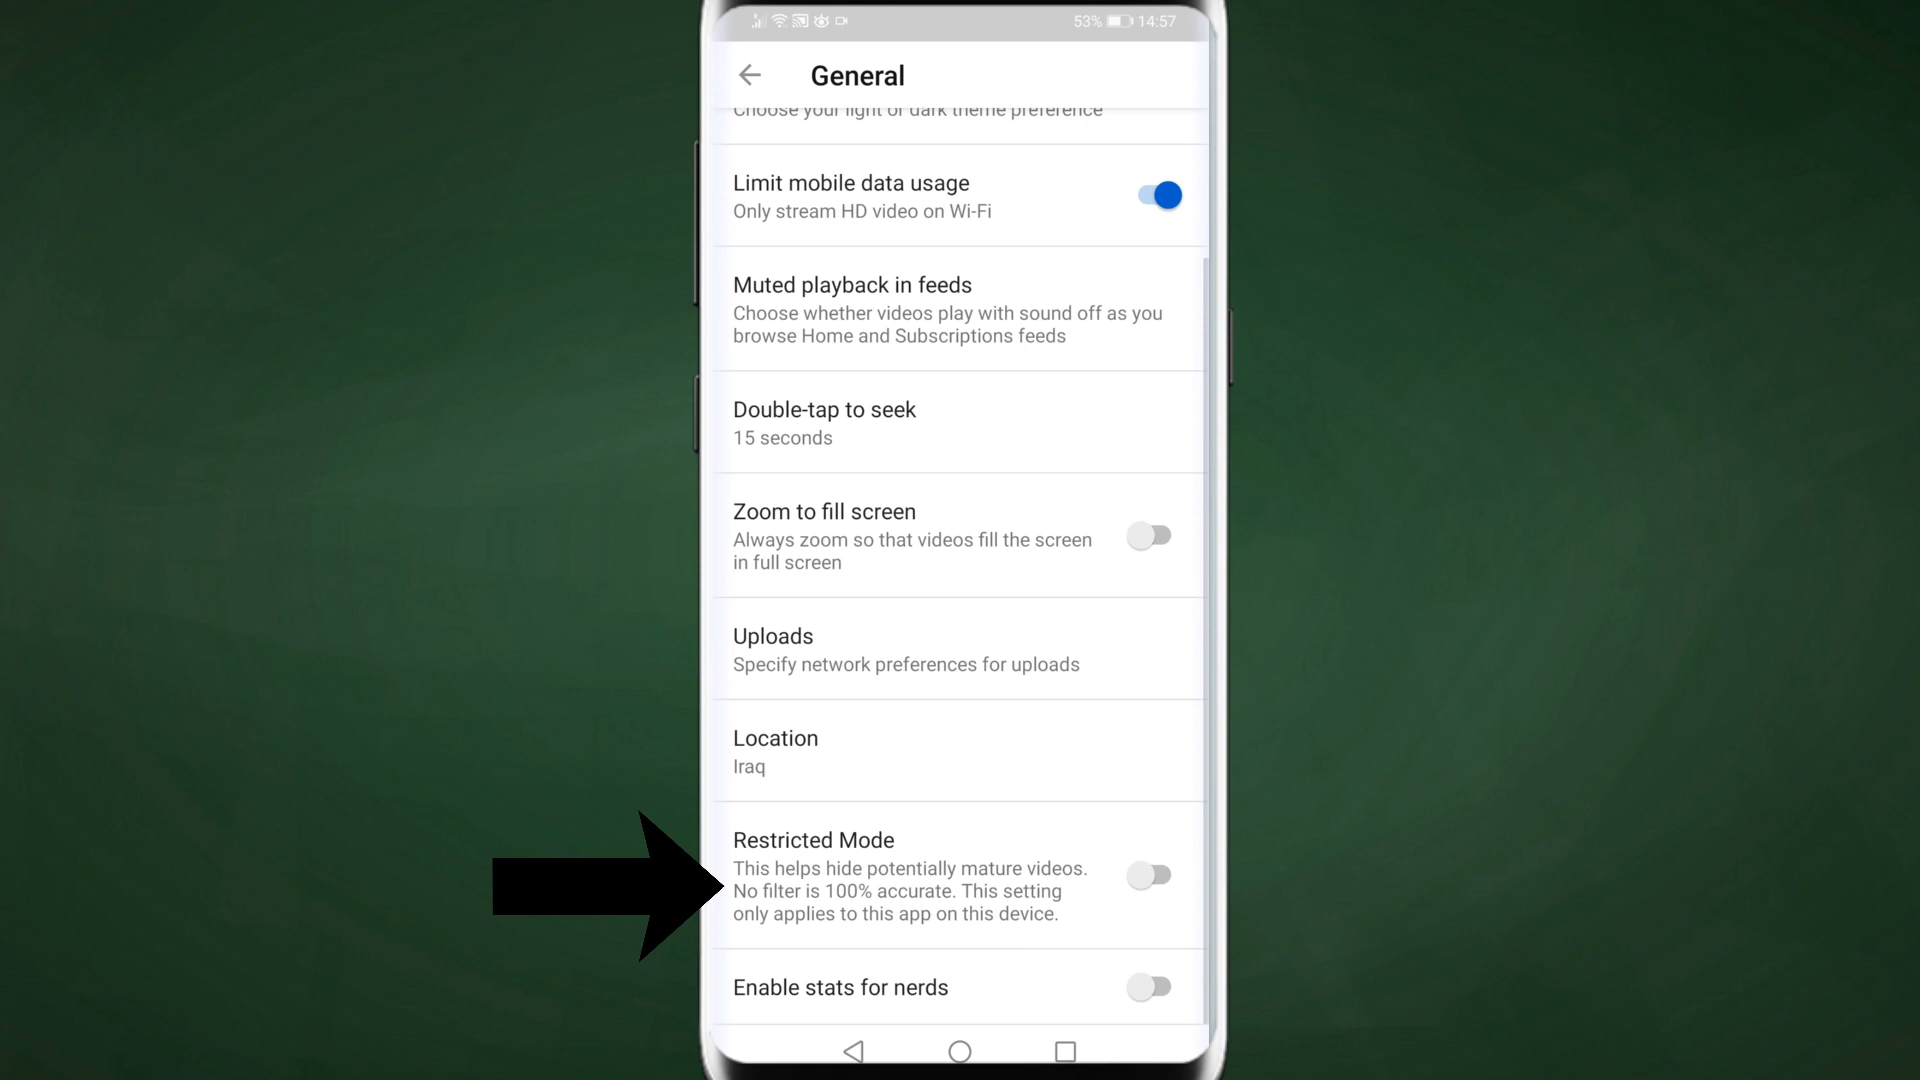 53% 14:57
General
Choose your light or dark theme preference
Limit mobile data usage
Only stream HD video on Wi-Fi
Muted playback in feeds
Choose whether videos play with sound off as you
browse Home and Subscriptions feeds
Double-tap to seek
15 seconds
Zoom to fill screen
Always zoom so that videos fill the screen
in full screen
Uploads
Specify network preferences for uploads
Location
Iraq
Restricted Mode
This helps hide potentially mature videos.
No filter is 100% accurate. This setting
only applies to this app on this device.
Enable stats for nerds